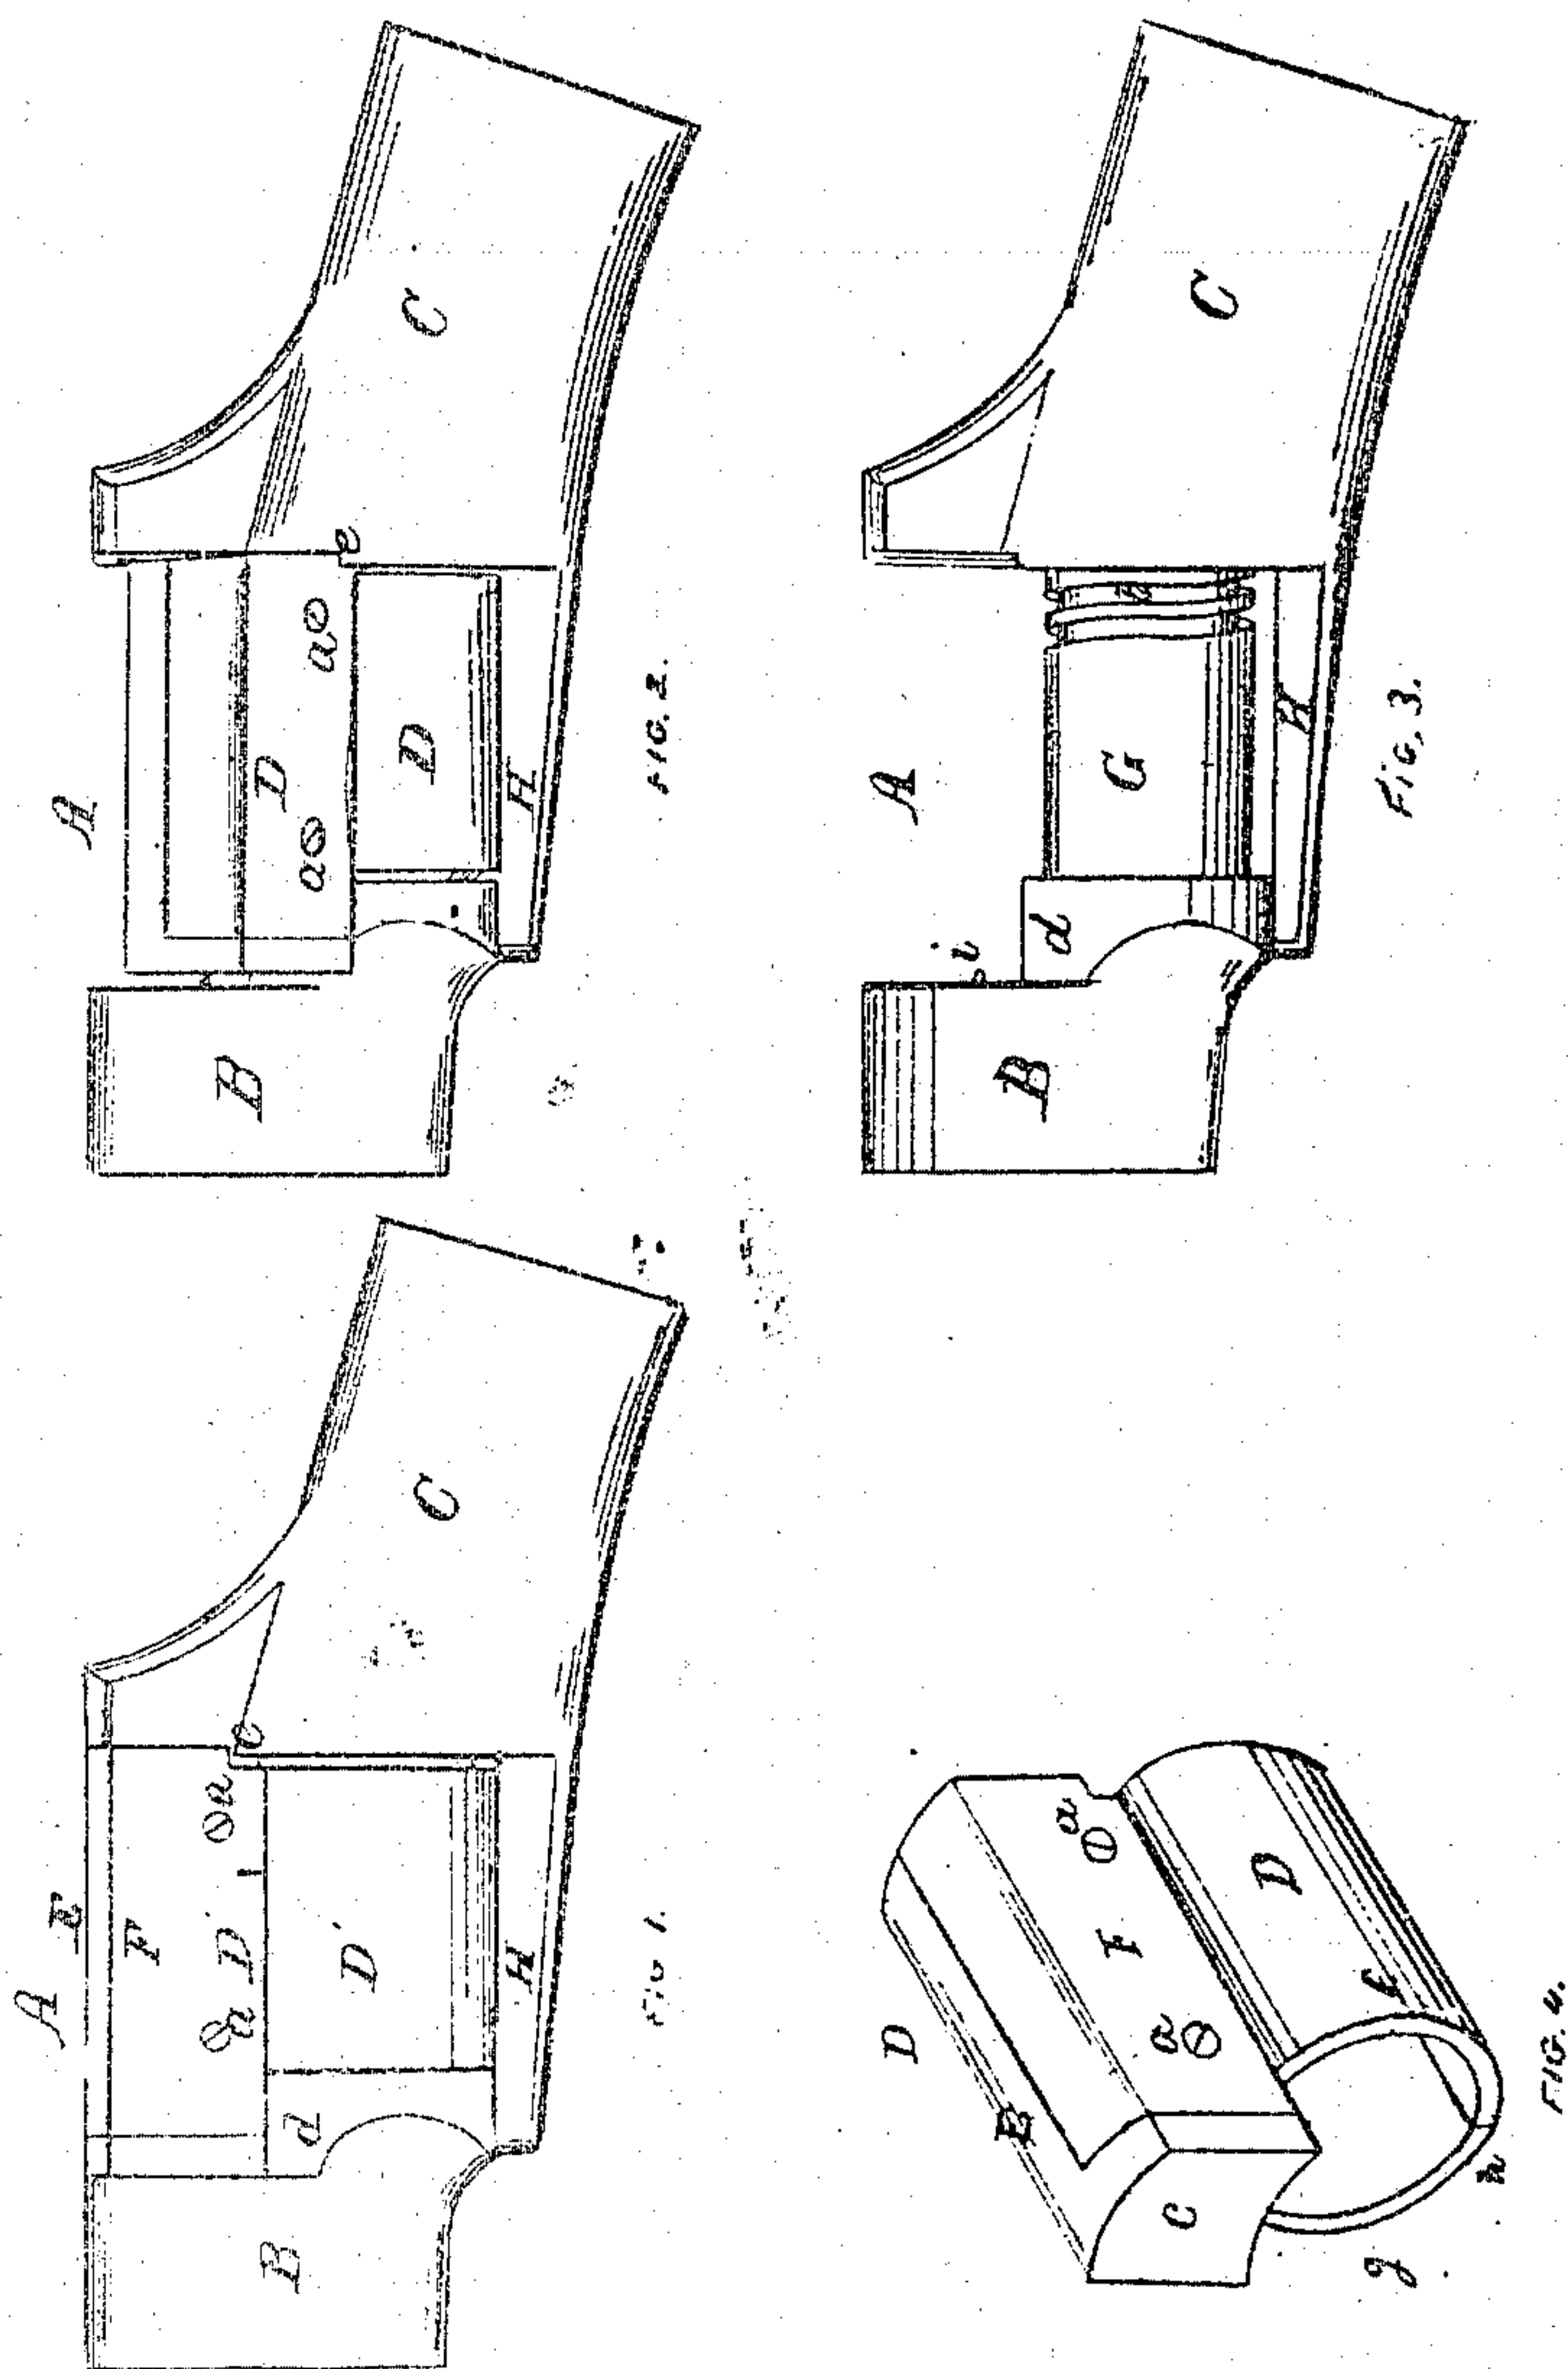 A
E
F
a D' a
e
B
d
D'
C
H
FIG 1.
A
B
D
a a
e
D
C
H
FIG. 2.
A
i
B
d
G
b
C
H
FIG. 3.
D
E
F
a a
C
D
f
g
h
FIG. 4.